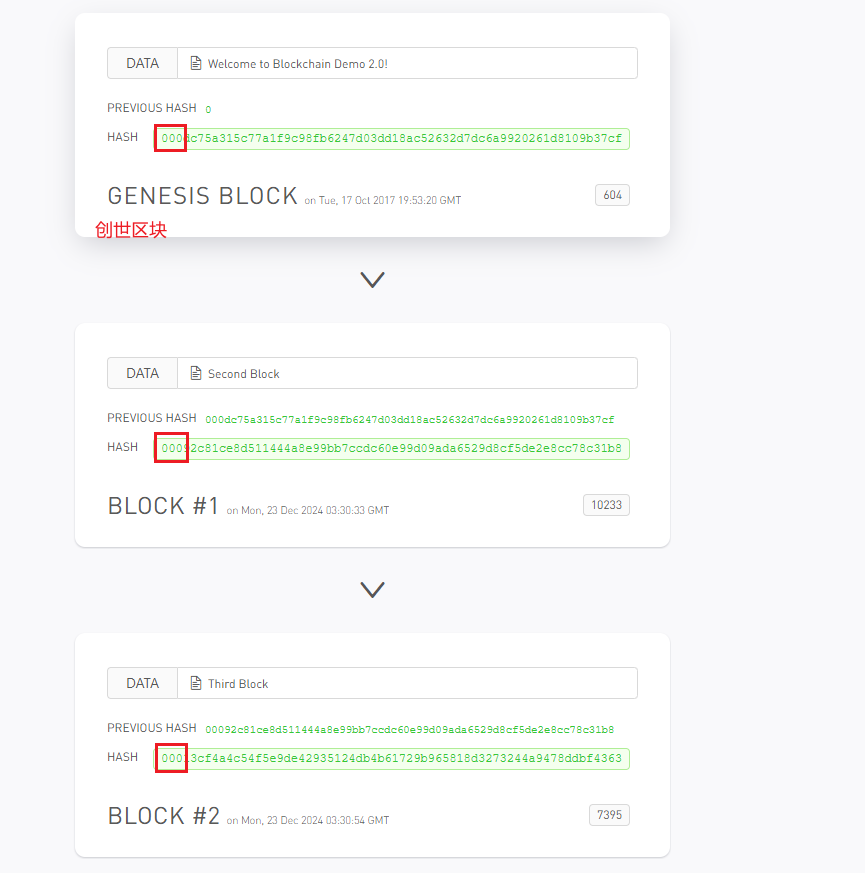 DATA Welcome to Blockchain Demo 2.0!
PREVIOUS HASH 0
HASH 000dc75a315c77a1f9c98fb6247d03dd18ac52632d7dc6a9920261d8109b37cf
GENESIS BLOCK on Tue, 17 Oct 2017 19:53:20 GMT 604
创世区块
DATA Second Block
PREVIOUS HASH 000dc75a315c77a1f9c98fb6247d03dd18ac52632d7dc6a9920261d8109b37cf
HASH 00092c81ce8d511444a8e99bb7ccdc60e99d09ada6529d8cf5de2e8cc78c31b8
BLOCK #1 on Mon, 23 Dec 2024 03:30:33 GMT 10233
DATA Third Block
PREVIOUS HASH 00092c81ce8d511444a8e99bb7ccdc60e99d09ada6529d8cf5de2e8cc78c31b8
HASH 00013cf4a4c54f5e9de42935124db4b61729b965818d3273244a9478ddbf4363
BLOCK #2 on Mon, 23 Dec 2024 03:30:54 GMT 7395